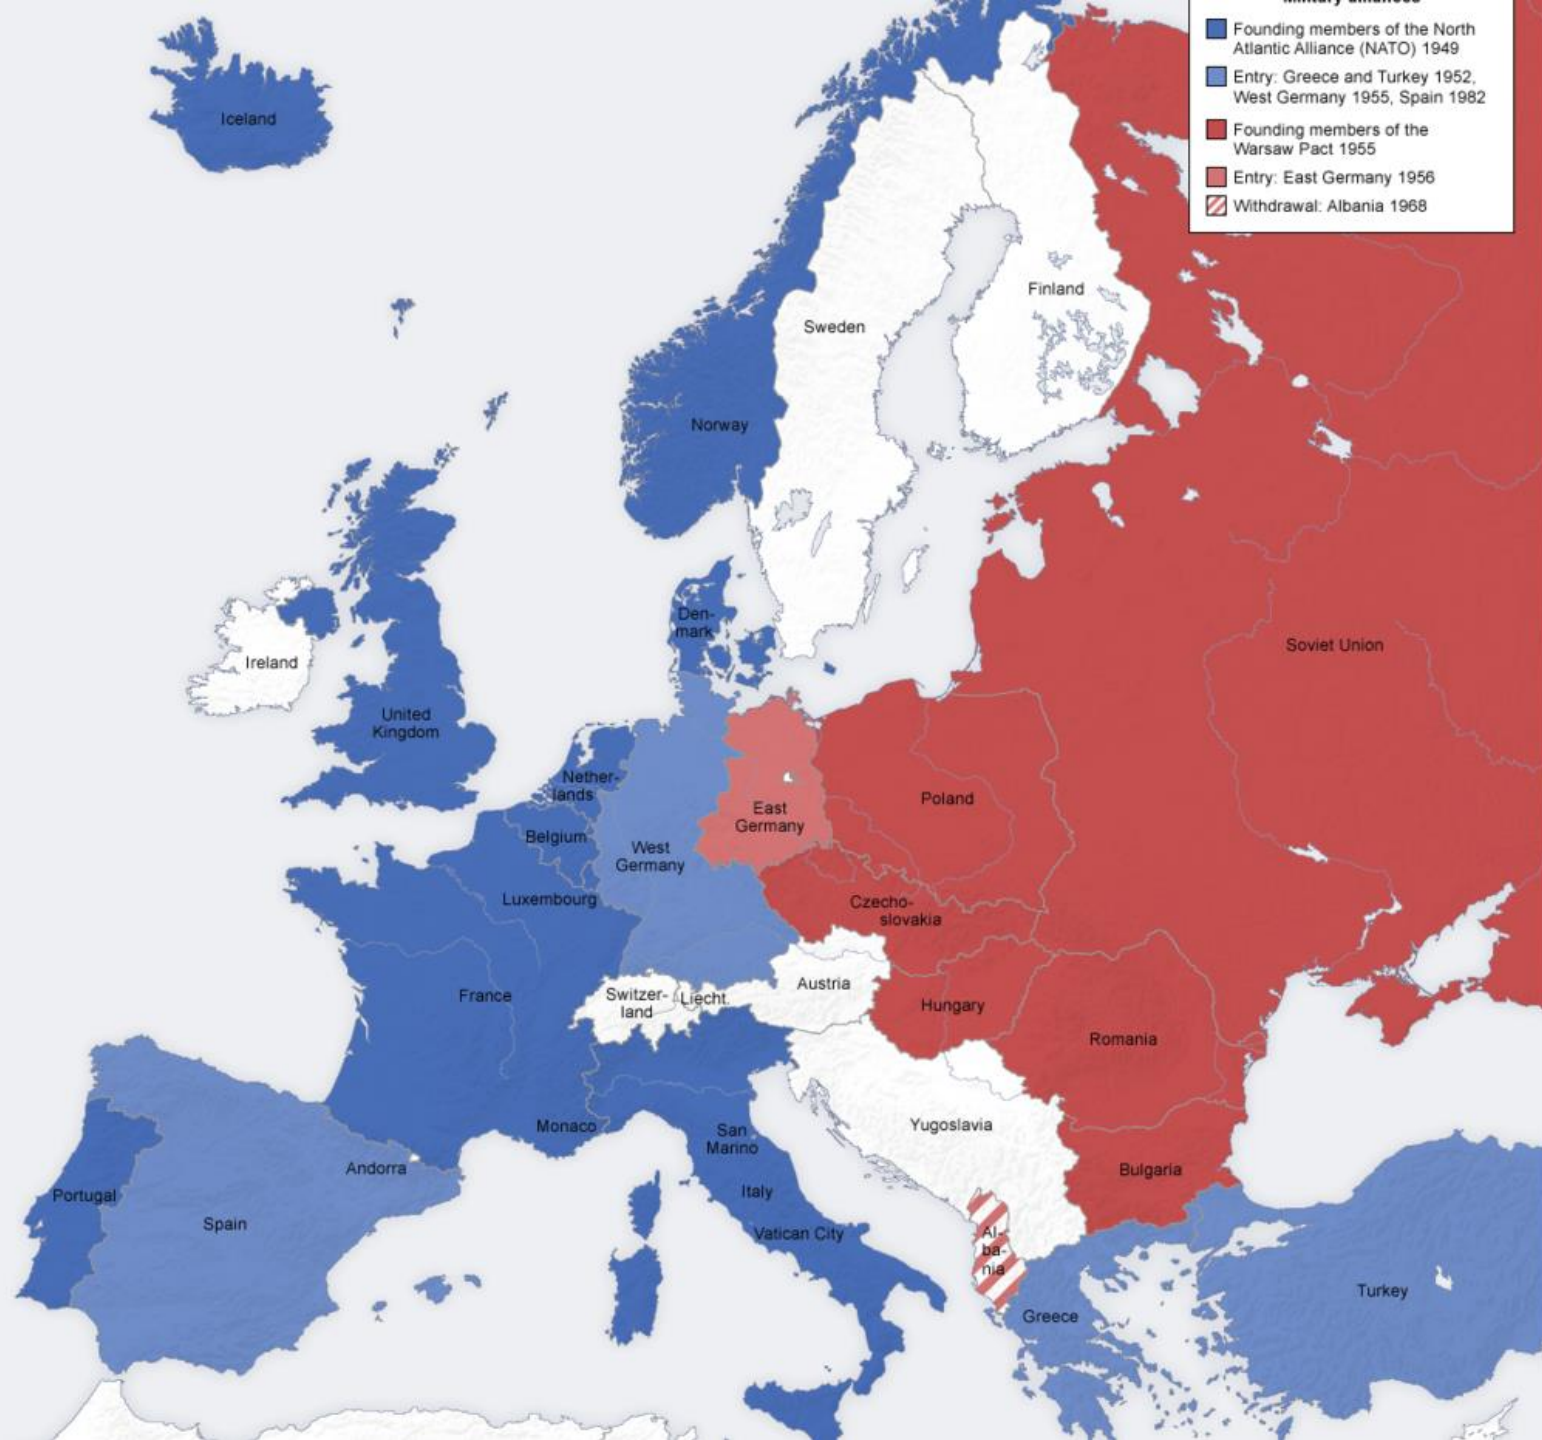 Military alliances
Founding members of the North
Atlantic Alliance (NATO) 1949
Entry: Greece and Turkey 1952,
West Germany 1955, Spain 1982
Founding members of the
Warsaw Pact 1955
Entry: East Germany 1956
Withdrawal: Albania 1968
Iceland
Finland
Sweden
Norway
Den-
mark
Soviet Union
Ireland
United
Kingdom
Nether-
lands
Poland
East
Germany
Belgium
West
Germany
Luxembourg
Czecho-
slovakia
Austria
France
Switzer-
land
Liecht.
Hungary
Romania
Monaco
San
Marino
Yugoslavia
Andorra
Bulgaria
Portugal
Italy
Spain
Vatican City
Al-
ba-
nia
Turkey
Greece